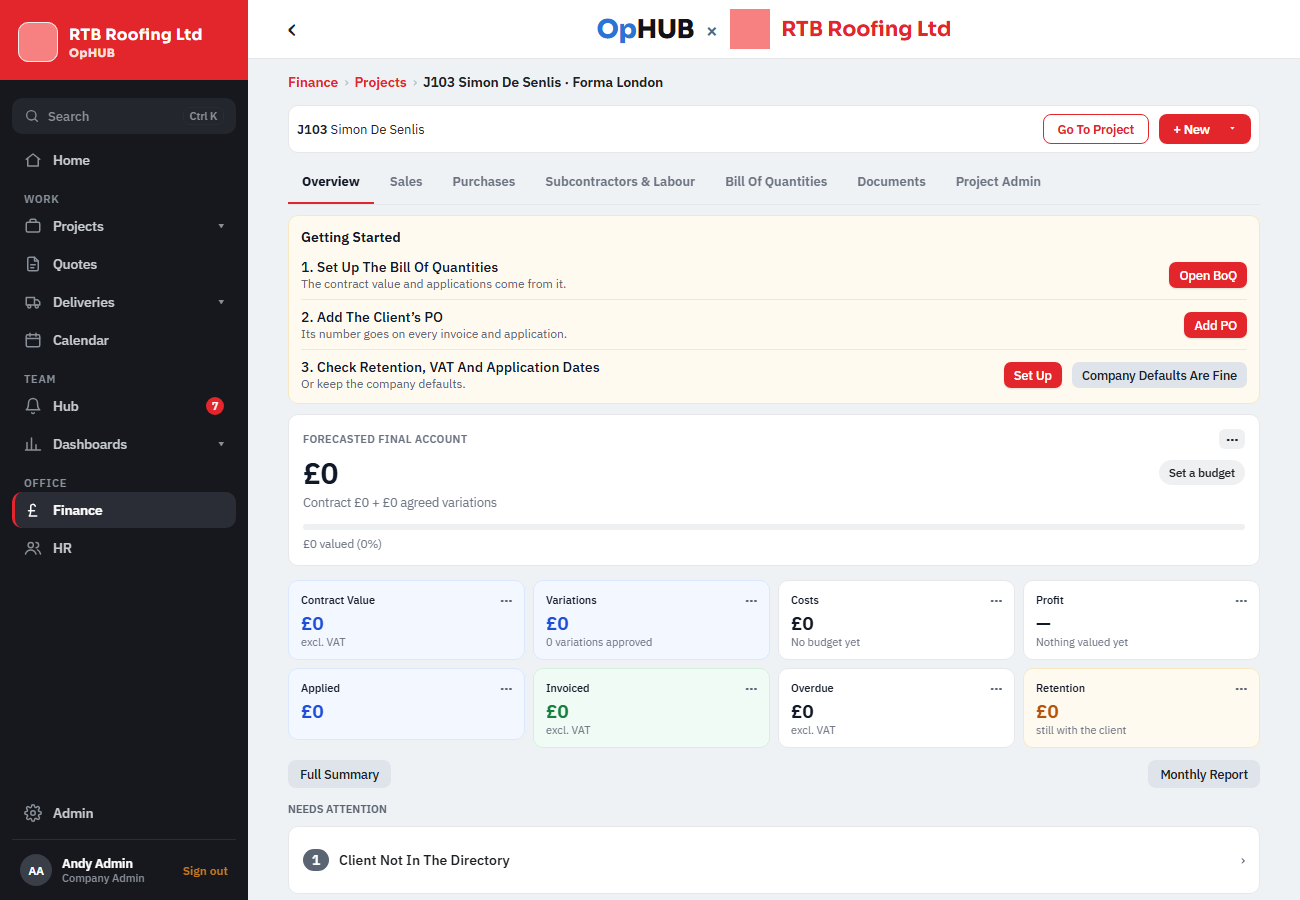 RTB Roofing Ltd
OpHUB
Search
Ctrl K
Home
WORK
Projects
Quotes
Deliveries
Calendar
TEAM
Hub
7
Dashboards
OFFICE
Finance
HR
Admin
AA
Andy Admin
Company Admin
Sign out
OpHUB × RTB Roofing Ltd
Finance › Projects › J103 Simon De Senlis · Forma London
J103 Simon De Senlis
Go To Project
+ New
Overview
Sales
Purchases
Subcontractors & Labour
Bill Of Quantities
Documents
Project Admin
Getting Started
1. Set Up The Bill Of Quantities
The contract value and applications come from it.
Open BoQ
2. Add The Client’s PO
Its number goes on every invoice and application.
Add PO
3. Check Retention, VAT And Application Dates
Or keep the company defaults.
Set Up
Company Defaults Are Fine
FORECASTED FINAL ACCOUNT
£0
Set a budget
Contract £0 + £0 agreed variations
£0 valued (0%)
Contract Value
£0
excl. VAT
Variations
£0
0 variations approved
Costs
£0
No budget yet
Profit
—
Nothing valued yet
Applied
£0
Invoiced
£0
excl. VAT
Overdue
£0
excl. VAT
Retention
£0
still with the client
Full Summary
Monthly Report
NEEDS ATTENTION
1
Client Not In The Directory